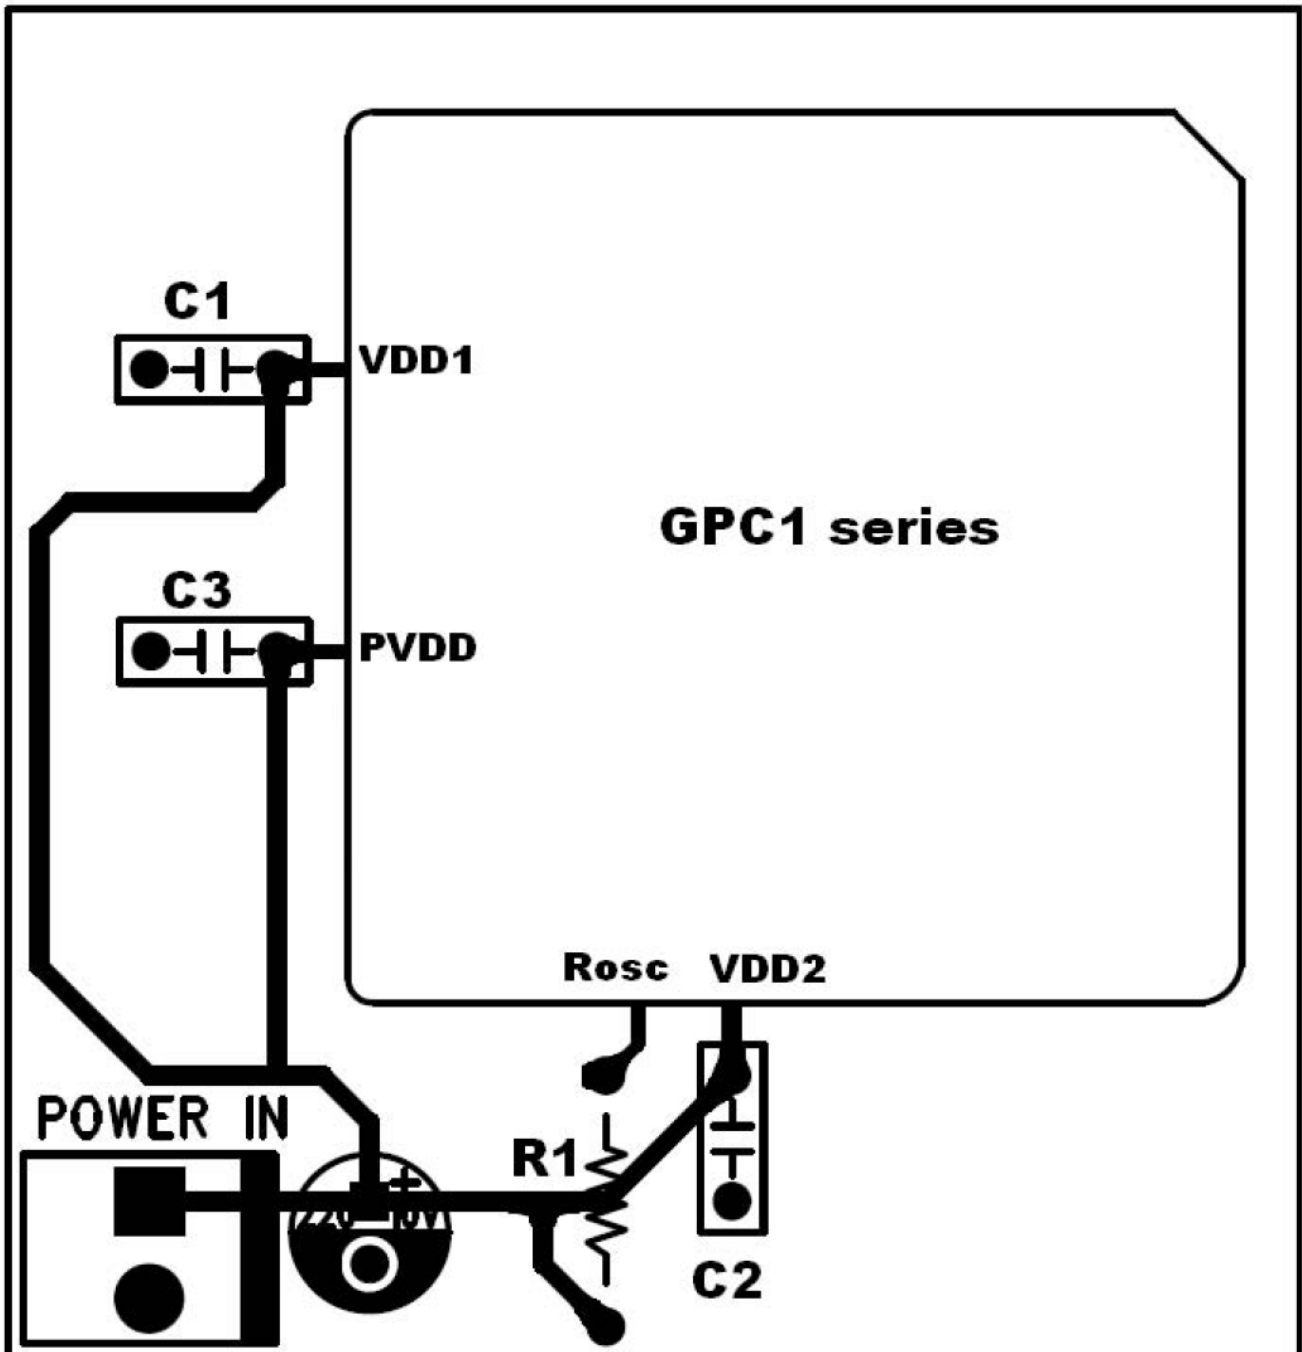 C1
VDD1
GPC1 series
C3
PVDD
Rosc VDD2
POWER IN
R1
+
C2